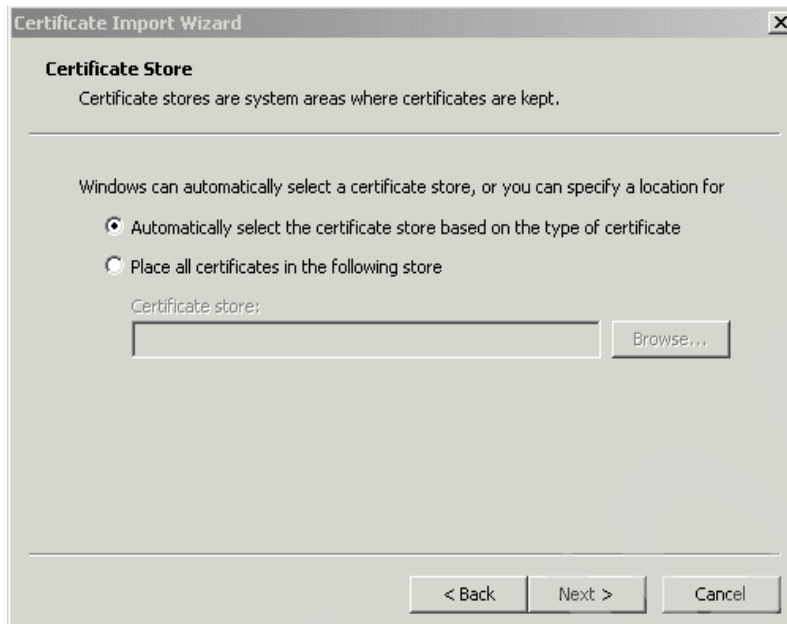 Certificate Import Wizard
Certificate Store
Certificate stores are system areas where certificates are kept.
Windows can automatically select a certificate store, or you can specify a location for
Automatically select the certificate store based on the type of certificate
Place all certificates in the following store
Certificate store:
Browse...
< Back
Next >
Cancel